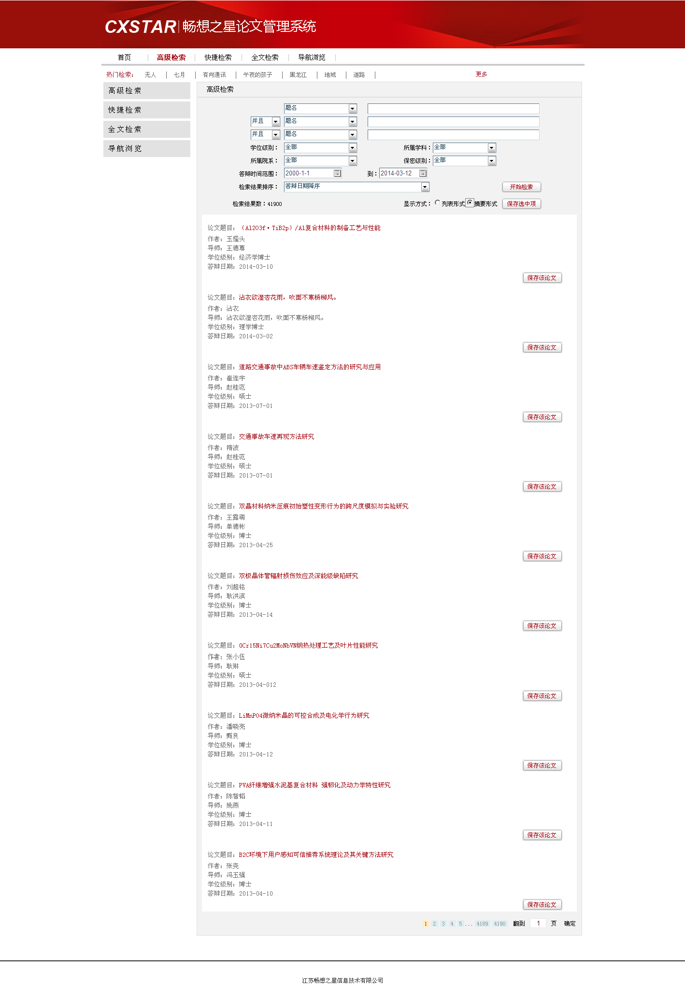 CXSTAR 畅想之星论文管理系统
首页 高级检索 快捷检索 全文检索 导航浏览
热门检索： 无人 七月 有向通讯 午夜的孩子 黑龙江 地域 道路 更多
高级检索
快捷检索
全文检索
导航浏览
高级检索
题名
并且 题名
并且 题名
学位级别： 全部 所属学科： 全部
所属院系： 全部 保密级别： 全部
答辩时间范围： 2000-1-1 到： 2014-03-12
检索结果排序： 答辩日期降序 开始检索
检索结果数：41900 显示方式： 列表形式 摘要形式 保存选中项
论文题目：（Al2O3f·TiB2p）/Al复合材料的制备工艺与性能
作者：玉搔头
导师：王德尊
学位级别：经济学博士
答辩日期：2014-03-10
保存该论文
论文题目：沾衣欲湿杏花雨，吹面不寒杨柳风。
作者：沾衣
导师：沾衣欲湿杏花雨，吹面不寒杨柳风。
学位级别：理学博士
答辩日期：2014-03-02
保存该论文
论文题目：道路交通事故中ABS车辆车速鉴定方法的研究与应用
作者：崔连宇
导师：赵桂范
学位级别：硕士
答辩日期：2013-07-01
保存该论文
论文题目：交通事故车速再现方法研究
作者：隋波
导师：赵桂范
学位级别：硕士
答辩日期：2013-07-01
保存该论文
论文题目：双晶材料纳米压痕初始塑性变形行为的跨尺度模拟与实验研究
作者：王露萌
导师：单德彬
学位级别：博士
答辩日期：2013-04-25
保存该论文
论文题目：双极晶体管辐射损伤效应及深能级缺陷研究
作者：刘超铭
导师：耿洪滨
学位级别：博士
答辩日期：2013-04-14
保存该论文
论文题目：0Cr15Ni7Cu2MoNbVN钢热处理工艺及叶片性能研究
作者：张小伍
导师：耿琳
学位级别：硕士
答辩日期：2013-04-012
保存该论文
论文题目：LiMnPO4微纳米晶的可控合成及电化学行为研究
作者：潘晓亮
导师：甄良
学位级别：博士
答辩日期：2013-04-12
保存该论文
论文题目：PVA纤维增强水泥基复合材料 强韧化及动力学特性研究
作者：陈智韬
导师：姚燕
学位级别：博士
答辩日期：2013-04-11
保存该论文
论文题目：B2C环境下用户感知可信推荐系统理论及其关键方法研究
作者：张尧
导师：冯玉强
学位级别：博士
答辩日期：2013-04-10
保存该论文
1 2 3 4 5 ... 4189 4190 翻到 1 页 确定
江苏畅想之星信息技术有限公司